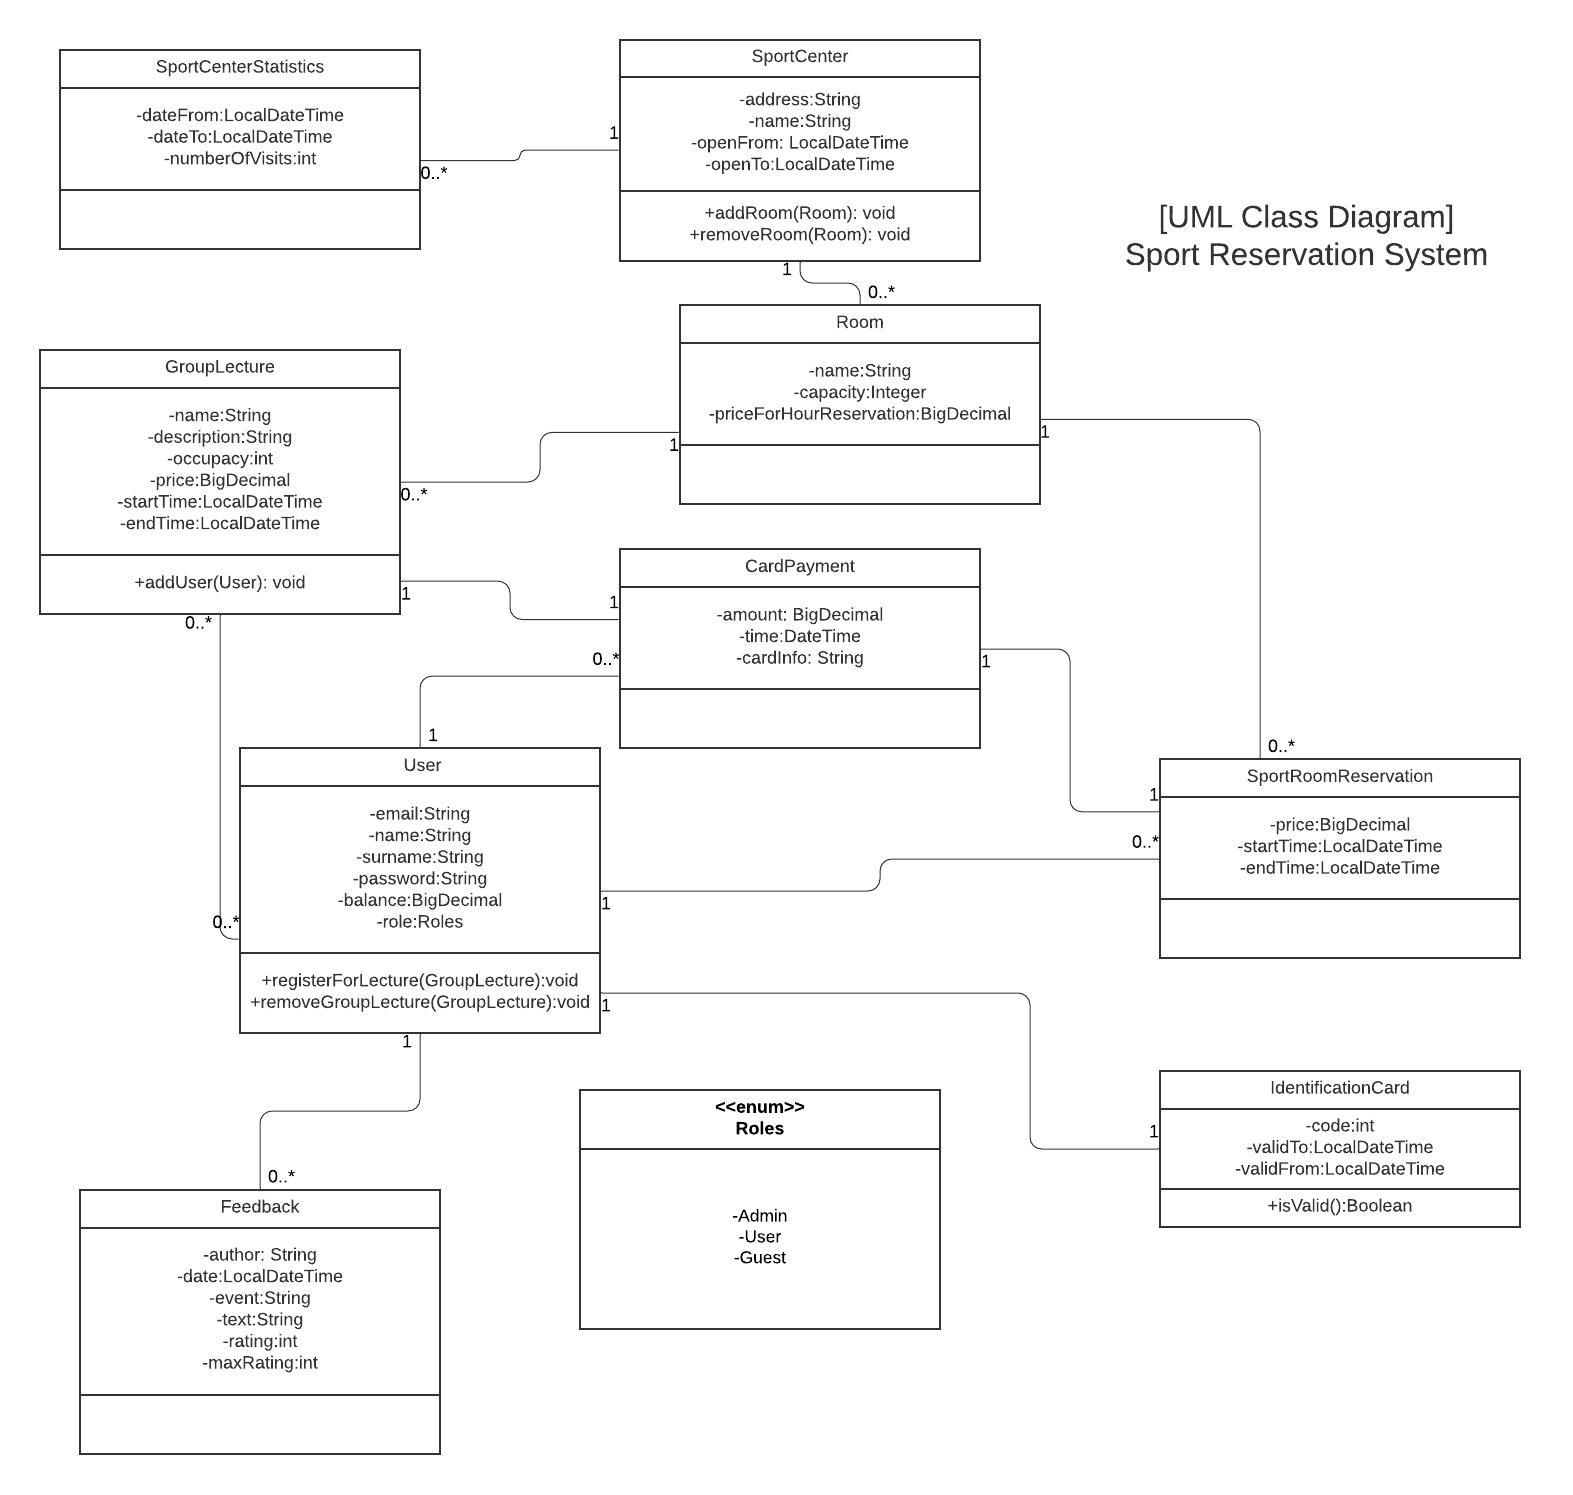 SportCenterStatistics
-dateFrom:LocalDateTime
-dateTo:LocalDateTime
-numberOfVisits:int
0..*
1
SportCenter
-address:String
-name:String
-openFrom: LocalDateTime
-openTo:LocalDateTime
+addRoom(Room): void
+removeRoom(Room): void
1
0..*
[UML Class Diagram]
Sport Reservation System
Room
-name:String
-capacity:Integer
-priceForHourReservation:BigDecimal
1
1
GroupLecture
-name:String
-description:String
-occupacy:int
-price:BigDecimal
-startTime:LocalDateTime
-endTime:LocalDateTime
+addUser(User): void
0..*
1
0..*
CardPayment
-amount: BigDecimal
-time:DateTime
-cardInfo: String
1
0..*
1
1
User
-email:String
-name:String
-surname:String
-password:String
-balance:BigDecimal
-role:Roles
+registerForLecture(GroupLecture):void
+removeGroupLecture(GroupLecture):void
0..*
1
1
1
0..*
SportRoomReservation
-price:BigDecimal
-startTime:LocalDateTime
-endTime:LocalDateTime
1
0..*
<<enum>>
Roles
-Admin
-User
-Guest
IdentificationCard
-code:int
-validTo:LocalDateTime
-validFrom:LocalDateTime
+isValid():Boolean
1
0..*
Feedback
-author: String
-date:LocalDateTime
-event:String
-text:String
-rating:int
-maxRating:int